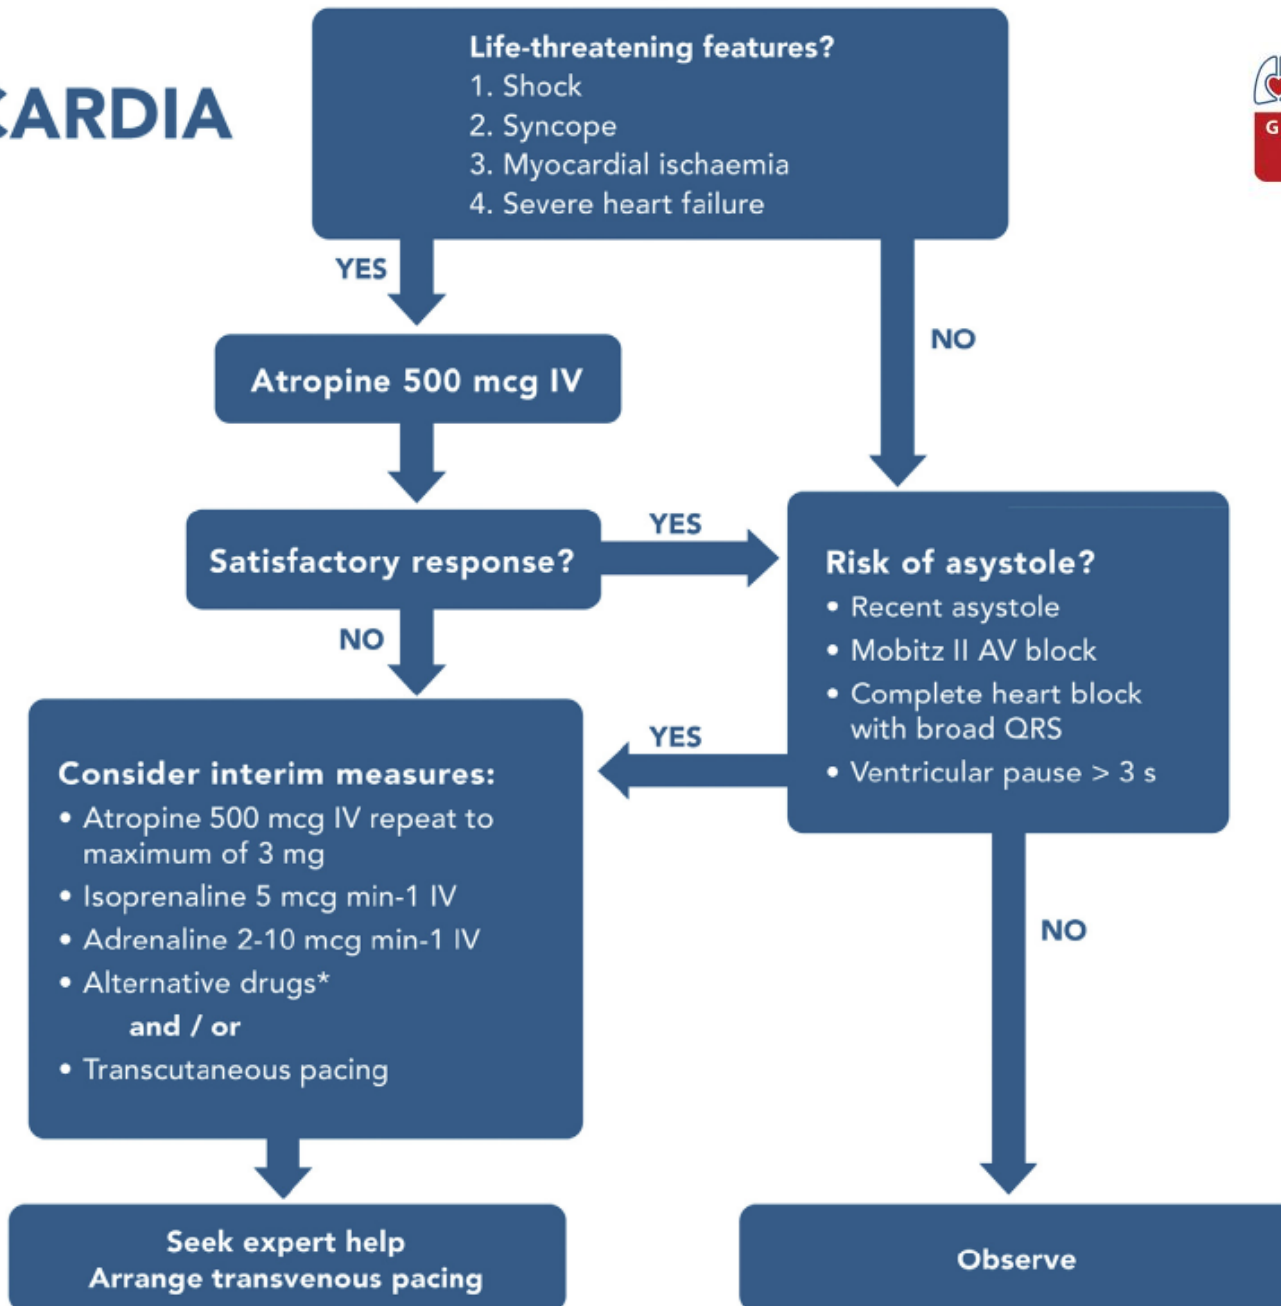 CARDIA
Life-threatening features?
1. Shock
2. Syncope
3. Myocardial ischaemia
4. Severe heart failure
G
YES
NO
Atropine 500 mcg IV
Satisfactory response?
YES
NO
Risk of asystole?
• Recent asystole
• Mobitz II AV block
• Complete heart block
with broad QRS
• Ventricular pause > 3 s
YES
Consider interim measures:
• Atropine 500 mcg IV repeat to
maximum of 3 mg
• Isoprenaline 5 mcg min-1 IV
• Adrenaline 2-10 mcg min-1 IV
• Alternative drugs*
and / or
• Transcutaneous pacing
NO
Seek expert help
Arrange transvenous pacing
Observe